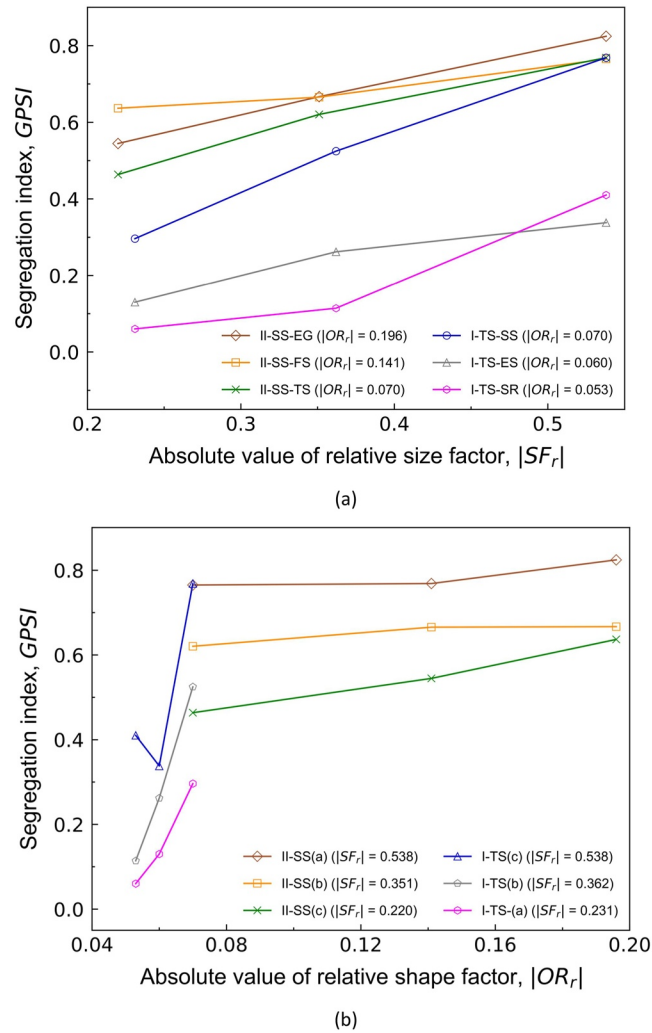 0.8
0.6
0.4
0.2
0.0
Segregation index, GPSI
II-SS-EG (|ORr| = 0.196)
II-SS-FS (|ORr| = 0.141)
II-SS-TS (|ORr| = 0.070)
I-TS-SS (|ORr| = 0.070)
I-TS-ES (|ORr| = 0.060)
I-TS-SR (|ORr| = 0.053)
0.2 0.3 0.4 0.5
Absolute value of relative size factor, |SFr|
(a)
0.8
0.6
0.4
0.2
0.0
Segregation index, GPSI
II-SS(a) (|SFr| = 0.538)
II-SS(b) (|SFr| = 0.351)
II-SS(c) (|SFr| = 0.220)
I-TS(c) (|SFr| = 0.538)
I-TS(b) (|SFr| = 0.362)
I-TS-(a) (|SFr| = 0.231)
0.04 0.08 0.12 0.16 0.20
Absolute value of relative shape factor, |ORr|
(b)